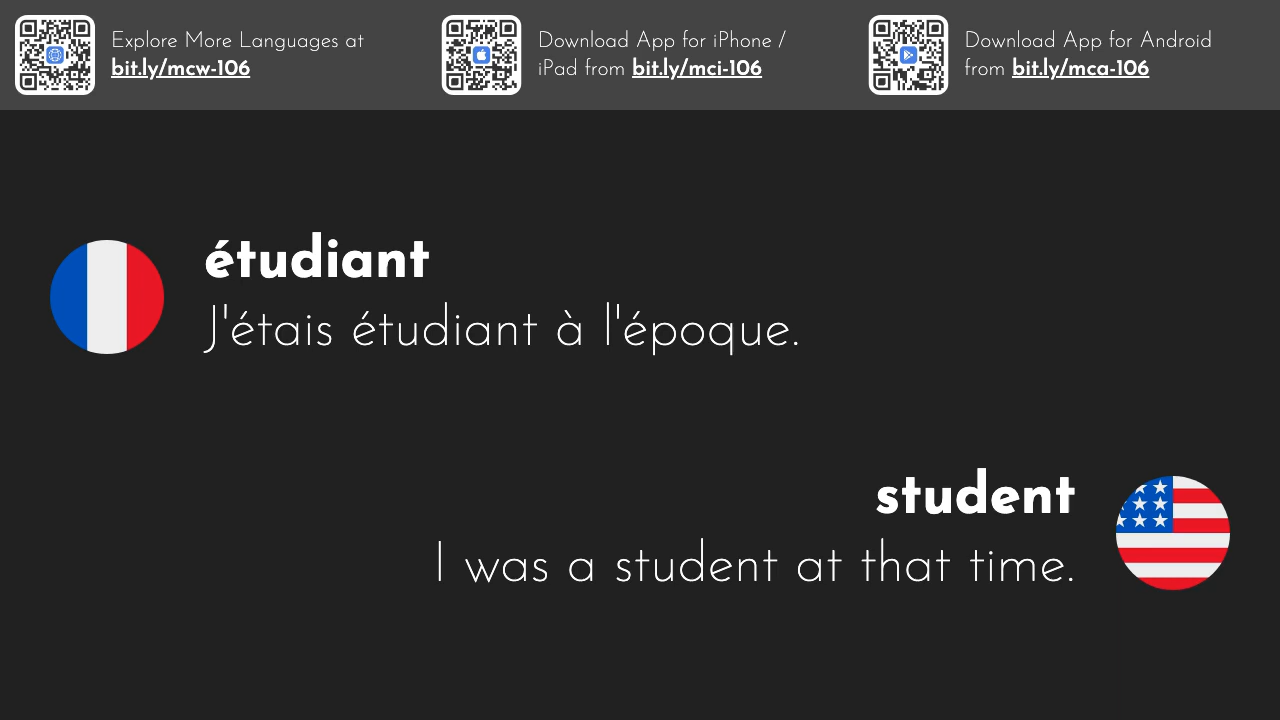 Explore More Languages at
bit.ly/mcw-106
Download App for iPhone /
iPad from bit.ly/mci-106
Download App for Android
from bit.ly/mca-106
étudiant
J'étais étudiant à l'époque.
student
I was a student at that time.